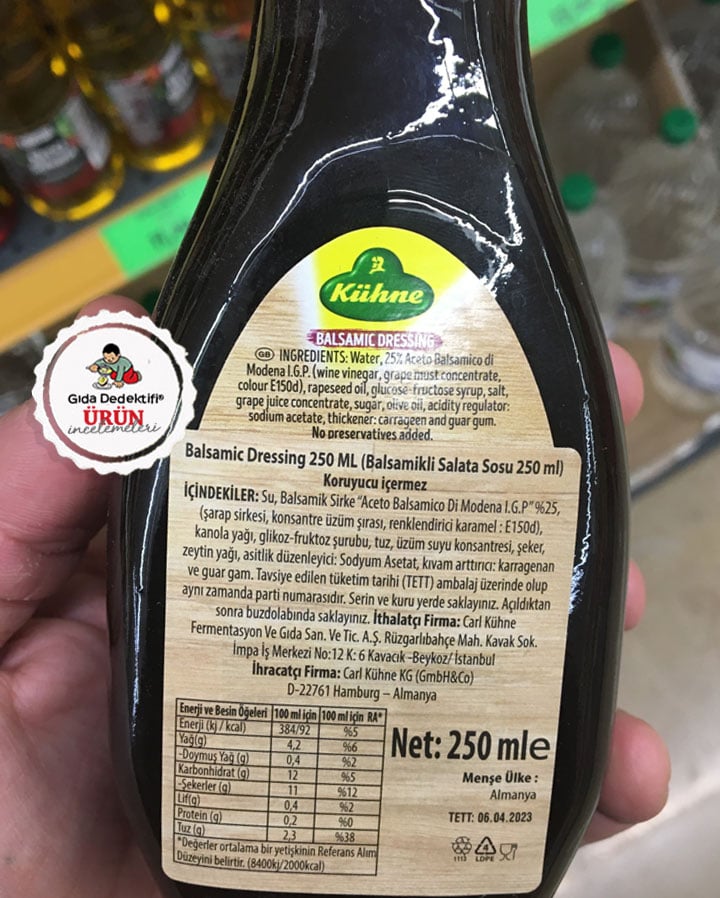 Kühne
BALSAMIC DRESSING
GB INGREDIENTS: Water, 25% Aceto Balsamico di
Modena I.G.P. (wine vinegar, grape must concentrate,
colour E150d), rapeseed oil, glucose-fructose syrup, salt,
grape juice concentrate, sugar, olive oil, acidity regulator:
sodium acetate, thickener: carrageen and guar gum.
No preservatives added.
Gıda Dedektifi®
ÜRÜN
incelemeleri
Balsamic Dressing 250 ML (Balsamikli Salata Sosu 250 ml)
Koruyucu içermez
İÇİNDEKİLER: Su, Balsamik Sirke "Aceto Balsamico Di Modena I.G.P" %25,
(şarap sirkesi, konsantre üzüm şırası, renklendirici karamel : E150d),
kanola yağı, glikoz-fruktoz şurubu, tuz, üzüm suyu konsantresi, şeker,
zeytin yağı, asitlik düzenleyici: Sodyum Asetat, kıvam arttırıcı: karragenan
ve guar gam. Tavsiye edilen tüketim tarihi (TETT) ambalaj üzerinde olup
aynı zamanda parti numarasıdır. Serin ve kuru yerde saklayınız. Açıldıktan
sonra buzdolabında saklayınız. İthalatçı Firma: Carl Kühne
Fermentasyon Ve Gıda San. Ve Tic. A.Ş. Rüzgarlıbahçe Mah. Kavak Sok.
İmpa İş Merkezi No:12 K: 6 Kavacık -Beykoz/ İstanbul
İhracatçı Firma: Carl Kühne KG (GmbH&Co)
D-22761 Hamburg – Almanya
Enerji ve Besin Öğeleri 100 ml için 100 ml için RA*
Enerji (kj / kcal) 384/92 %5
Yağ(g) 4,2 %6
-Doymuş Yağ (g) 0,4 %2
Karbonhidrat (g) 12 %5
-Şekerler (g) 11 %12
Lif(g) 0,4 %2
Protein (g) 0,2 %0
Tuz (g) 2,3 %38
*Değerler ortalama bir yetişkinin Referans Alım
Düzeyini belirtir. (8400kj/2000kcal)
Net: 250 mle
Menşe Ülke :
Almanya
TETT: 06.04.2023
1113
4
LDPE